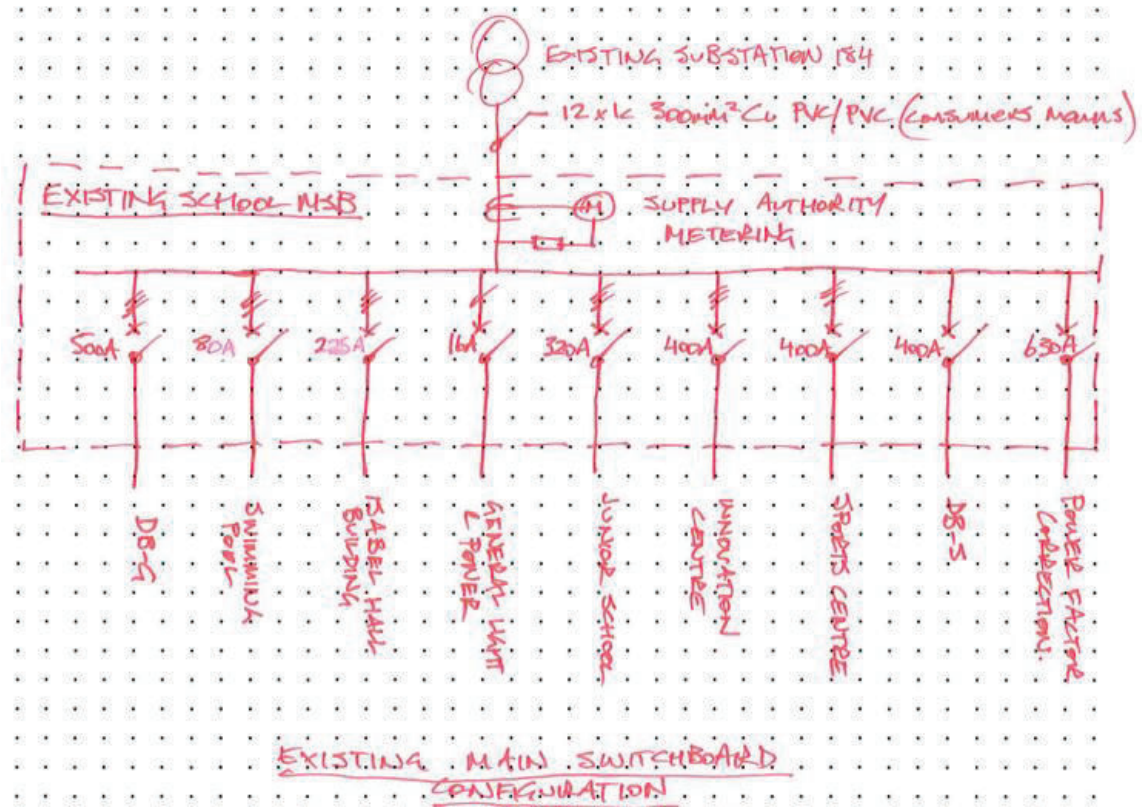 EXISTING SUBSTATION 184
12 x 1c 300mm² Cu PVC/PVC (CONSUMERS MAINS)
EXISTING SCHOOL MSB
M
SUPPLY AUTHORITY
METERING
500A
80A
225A
16A
320A
400A
400A
400A
630A
DB-G
SWIMMING
POOL
MABEL HALL
BUILDING
GENERAL LIGHT
& POWER
JUNIOR SCHOOL
INNOVATION
CENTRE
SPORTS CENTRE
DB-S
POWER FACTOR
CORRECTION.
EXISTING MAIN SWITCHBOARD
CONFIGURATION